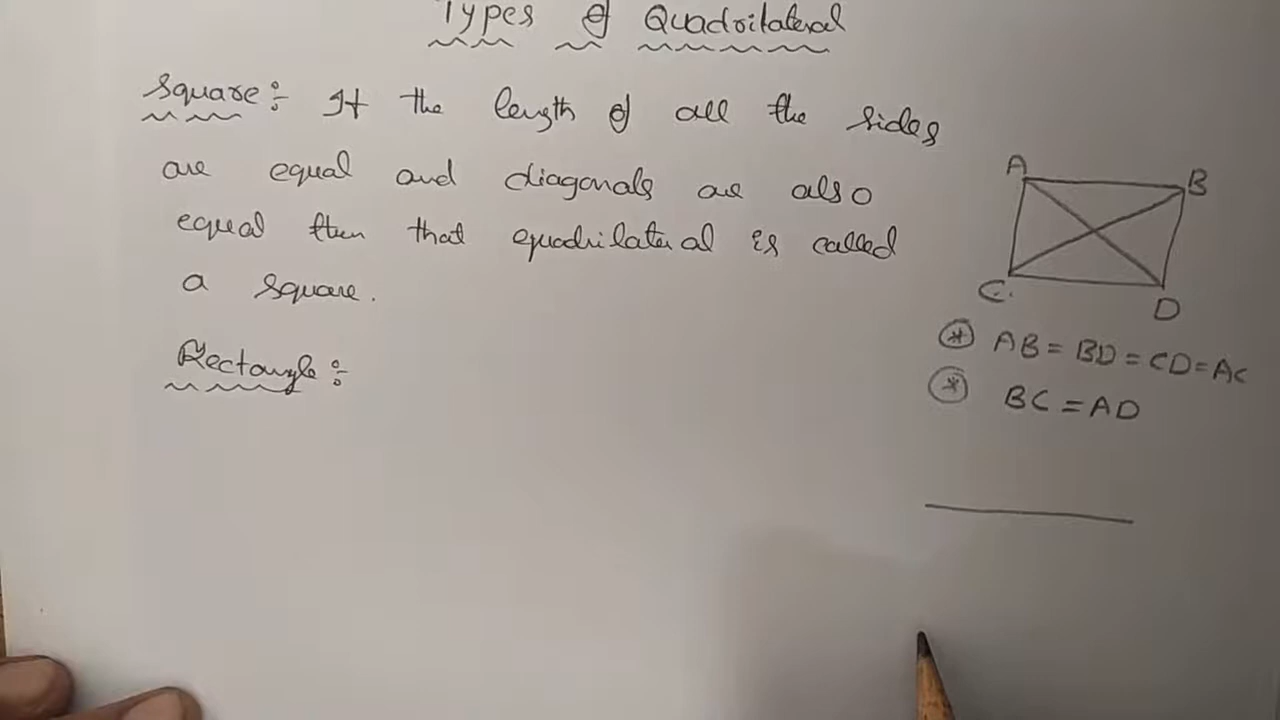 Types of Quadrilateral
Square :- If the length of all the sides
are equal and diagonals are also
equal then that quadrilateral is called
a square.
Rectangle :-
A
B
C
D
* AB = BD = CD = AC
* BC = AD